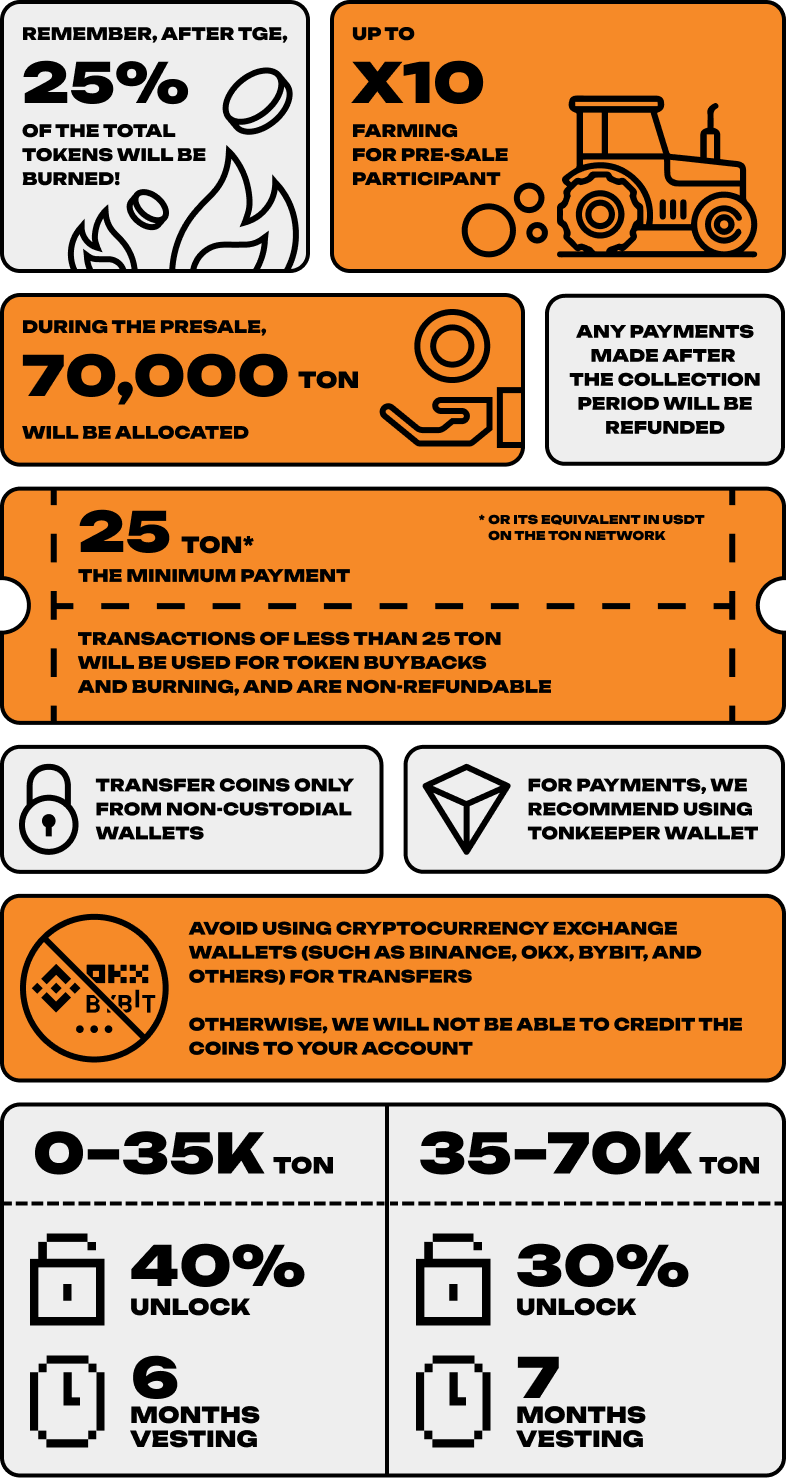 REMEMBER, AFTER TGE,
25%
OF THE TOTAL
TOKENS WILL BE
BURNED!
UP TO
X10
FARMING
FOR PRE-SALE
PARTICIPANT
DURING THE PRESALE,
70,000 TON
WILL BE ALLOCATED
ANY PAYMENTS
MADE AFTER
THE COLLECTION
PERIOD WILL BE
REFUNDED
25 TON*
THE MINIMUM PAYMENT
* OR ITS EQUIVALENT IN USDT
ON THE TON NETWORK
TRANSACTIONS OF LESS THAN 25 TON
WILL BE USED FOR TOKEN BUYBACKS
AND BURNING, AND ARE NON-REFUNDABLE
TRANSFER COINS ONLY
FROM NON-CUSTODIAL
WALLETS
FOR PAYMENTS, WE
RECOMMEND USING
TONKEEPER WALLET
OKX
BYBIT
AVOID USING CRYPTOCURRENCY EXCHANGE
WALLETS (SUCH AS BINANCE, OKX, BYBIT, AND
OTHERS) FOR TRANSFERS
OTHERWISE, WE WILL NOT BE ABLE TO CREDIT THE
COINS TO YOUR ACCOUNT
0–35K TON
40%
UNLOCK
6
MONTHS
VESTING
35–70K TON
30%
UNLOCK
7
MONTHS
VESTING